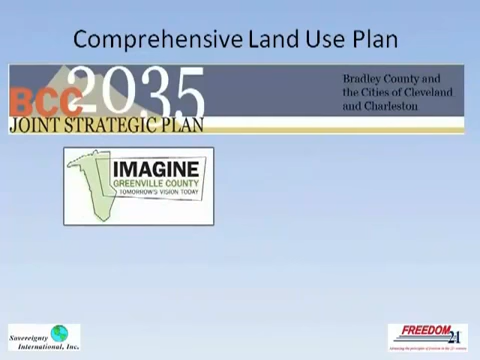 Comprehensive Land Use Plan
BCC 2035
JOINT STRATEGIC PLAN
Bradley County and
the Cities of Cleveland
and Charleston
IMAGINE
GREENVILLE COUNTY
TOMORROW'S VISION TODAY
Sovereignty
International, Inc.
FREEDOM 21